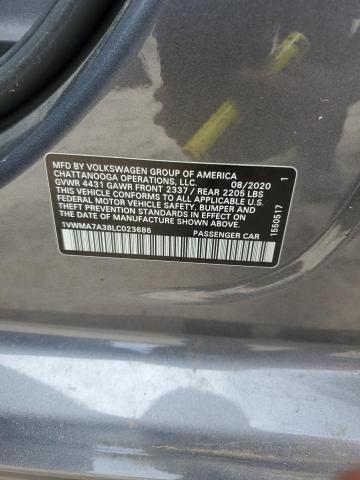 MFD BY VOLKSWAGEN GROUP OF AMERICA
CHATTANOOGA OPERATIONS, LLC. 08/2020 1
GVWR 4431 GAWR FRONT 2337 / REAR 2205 LBS
THIS VEHICLE CONFORMS TO ALL APPLICABLE U.S.
FEDERAL MOTOR VEHICLE SAFETY, BUMPER AND
THEFT PREVENTION STANDARDS IN EFFECT ON
THE DATE OF MANUFACTURE SHOWN ABOVE.
1VWMA7A38LC023686
PASSENGER CAR
1560517